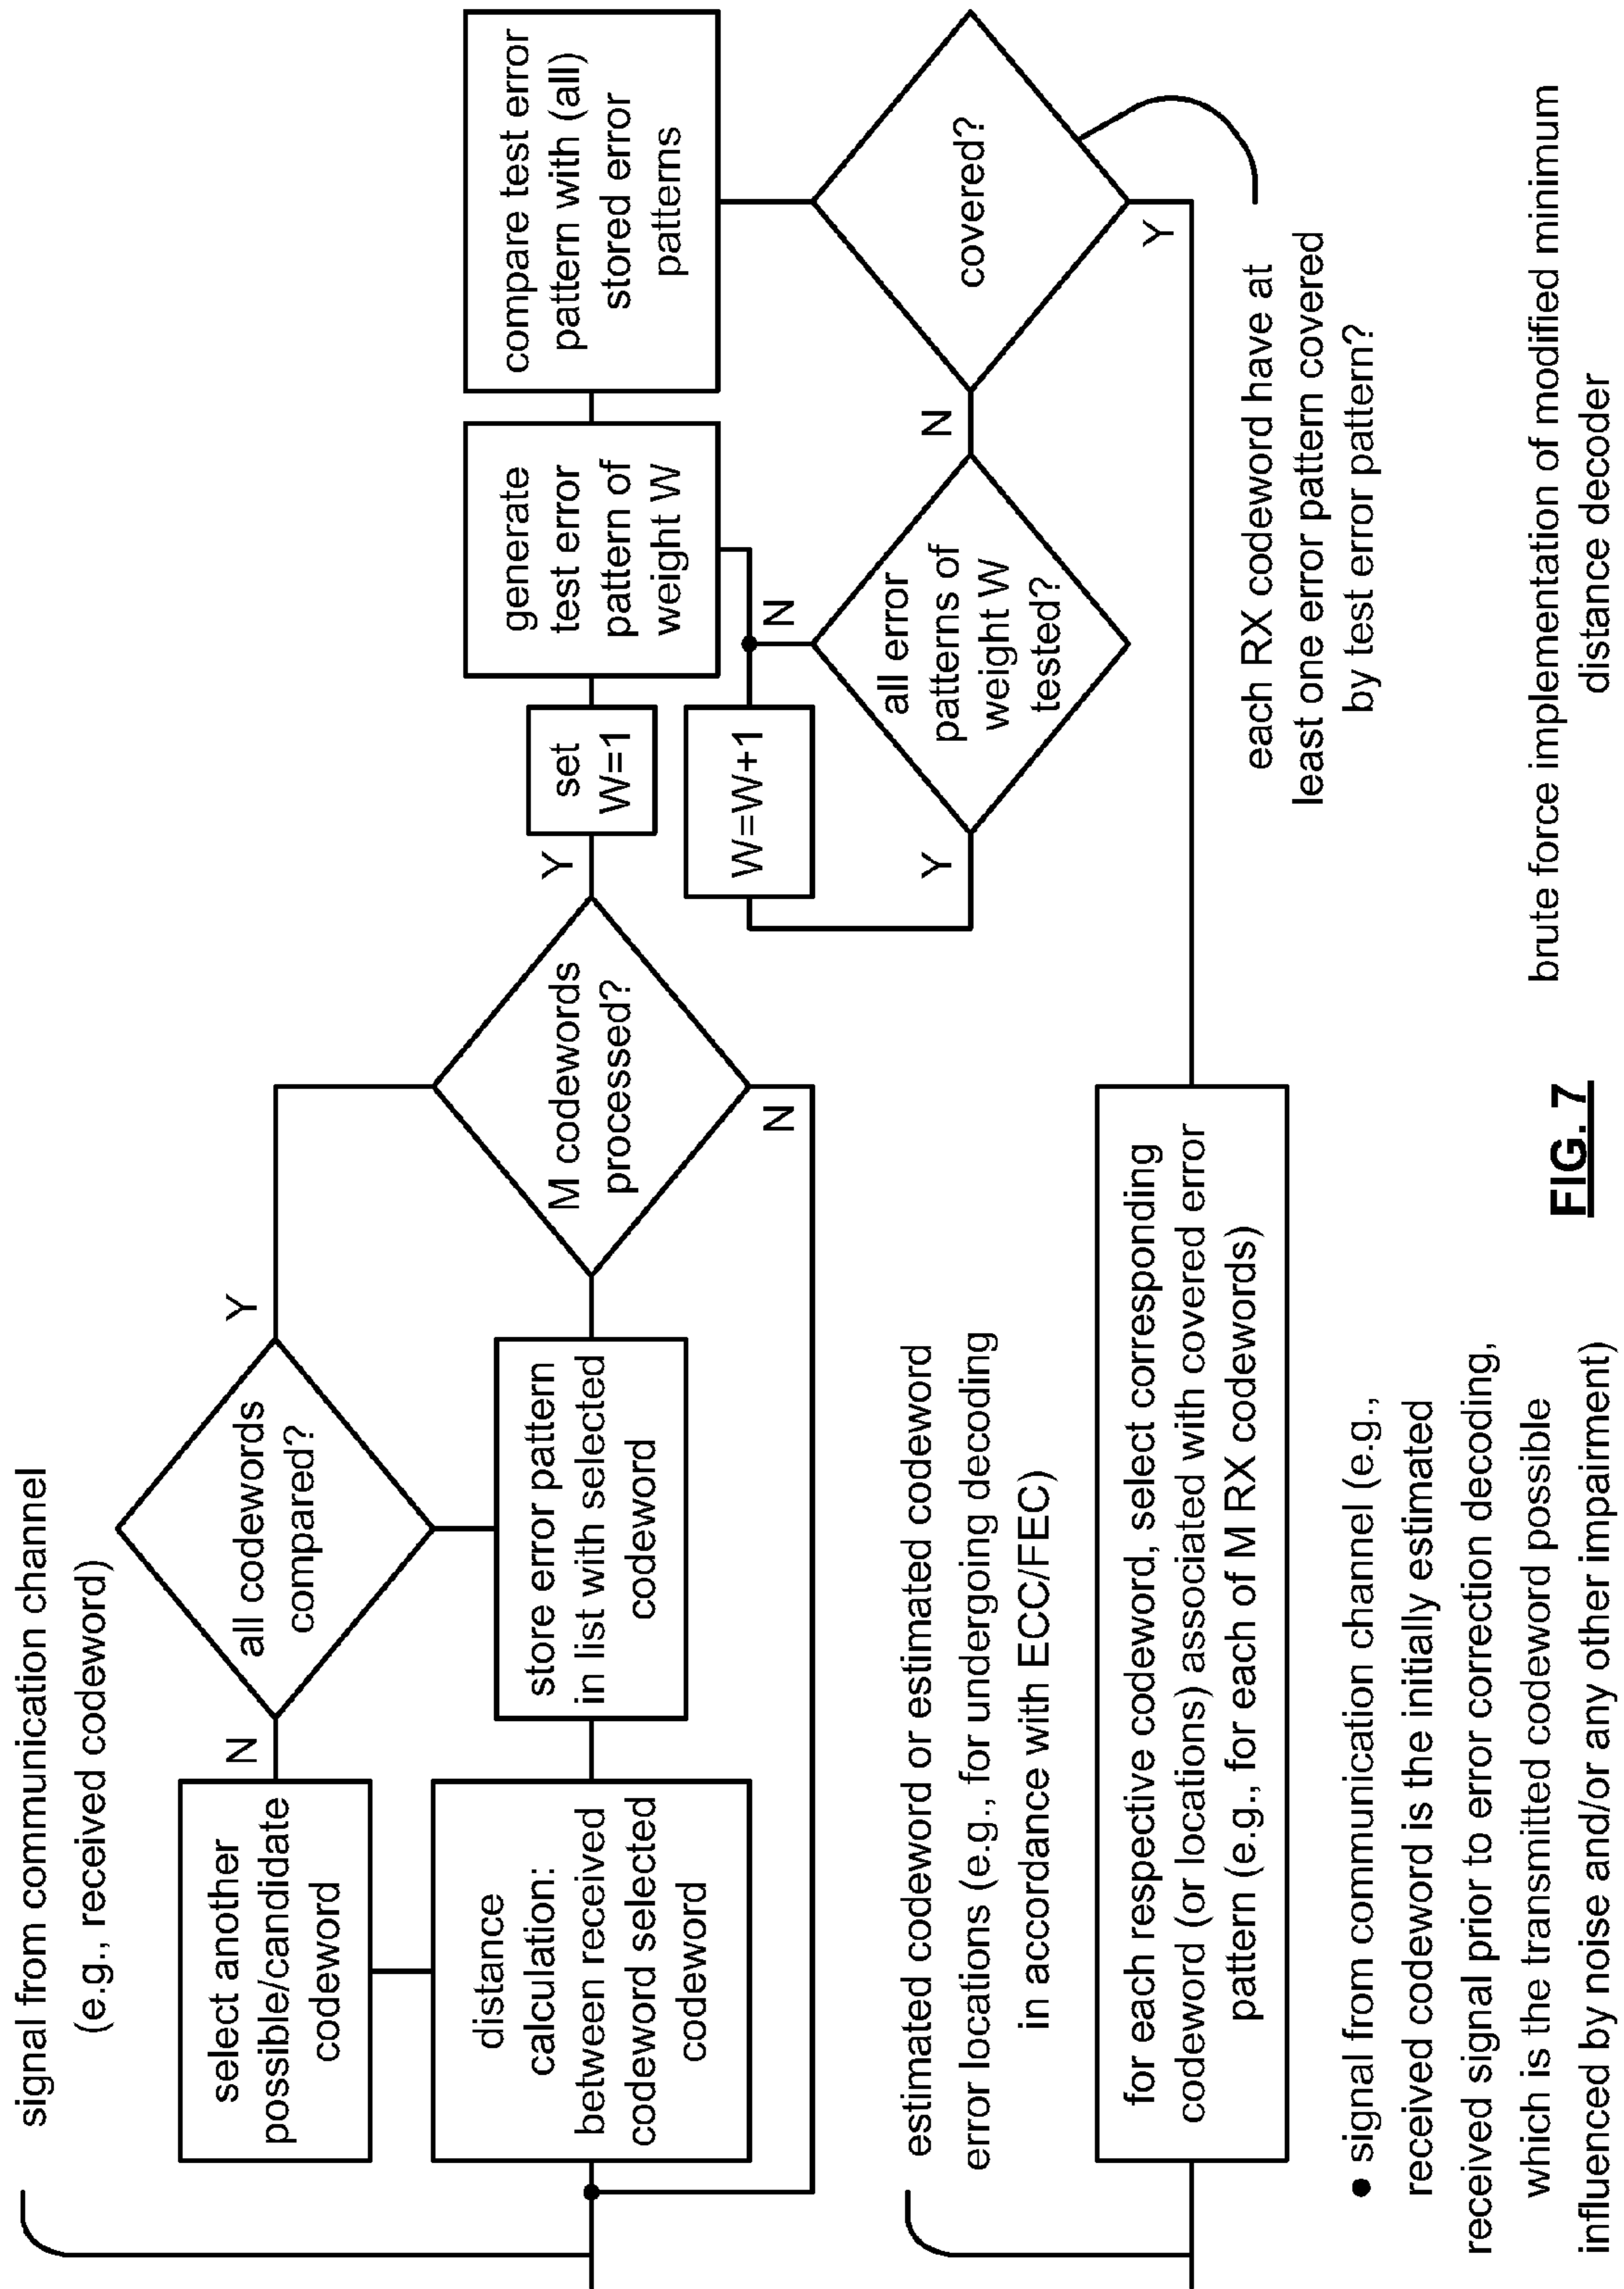 signal from communication channel
(e.g., received codeword)
select another
possible/candidate
codeword
N
all codewords
compared?
Y
distance
calculation:
between received
codeword selected
codeword
store error pattern
in list with selected
codeword
M codewords
processed?
Y
N
set
W=1
generate
test error
pattern of
weight W
compare test error
pattern with (all)
stored error
patterns
W=W+1
N
all error
patterns of
weight W
tested?
Y
N
covered?
Y
each RX codeword have at
least one error pattern covered
by test error pattern?
estimated codeword or estimated codeword
error locations (e.g., for undergoing decoding
in accordance with ECC/FEC)
for each respective codeword, select corresponding
codeword (or locations) associated with covered error
pattern (e.g., for each of M RX codewords)
● signal from communication channel (e.g.,
received codeword is the initially estimated
received signal prior to error correction decoding,
which is the transmitted codeword possible
influenced by noise and/or any other impairment)
FIG. 7
brute force implementation of modified minimum
distance decoder